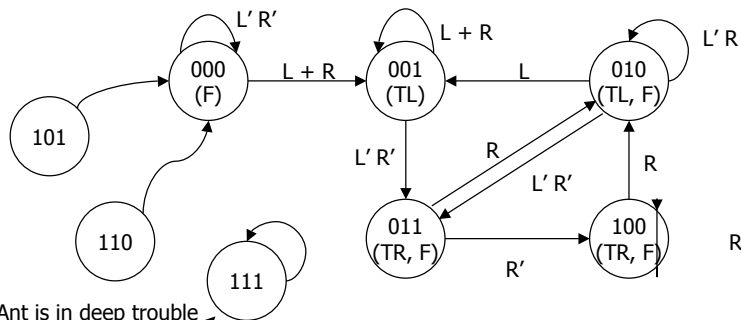 L’ R’
000
(F)
L + R
001
(TL)
L + R
L
010
(TL, F)
L’ R
101
L’ R’
R
L’ R’
R
110
011
(TR, F)
R’
100
(TR, F)
R
111
Ant is in deep trouble